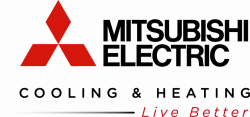 MITSUBISHI
ELECTRIC
COOLING & HEATING
Live Better